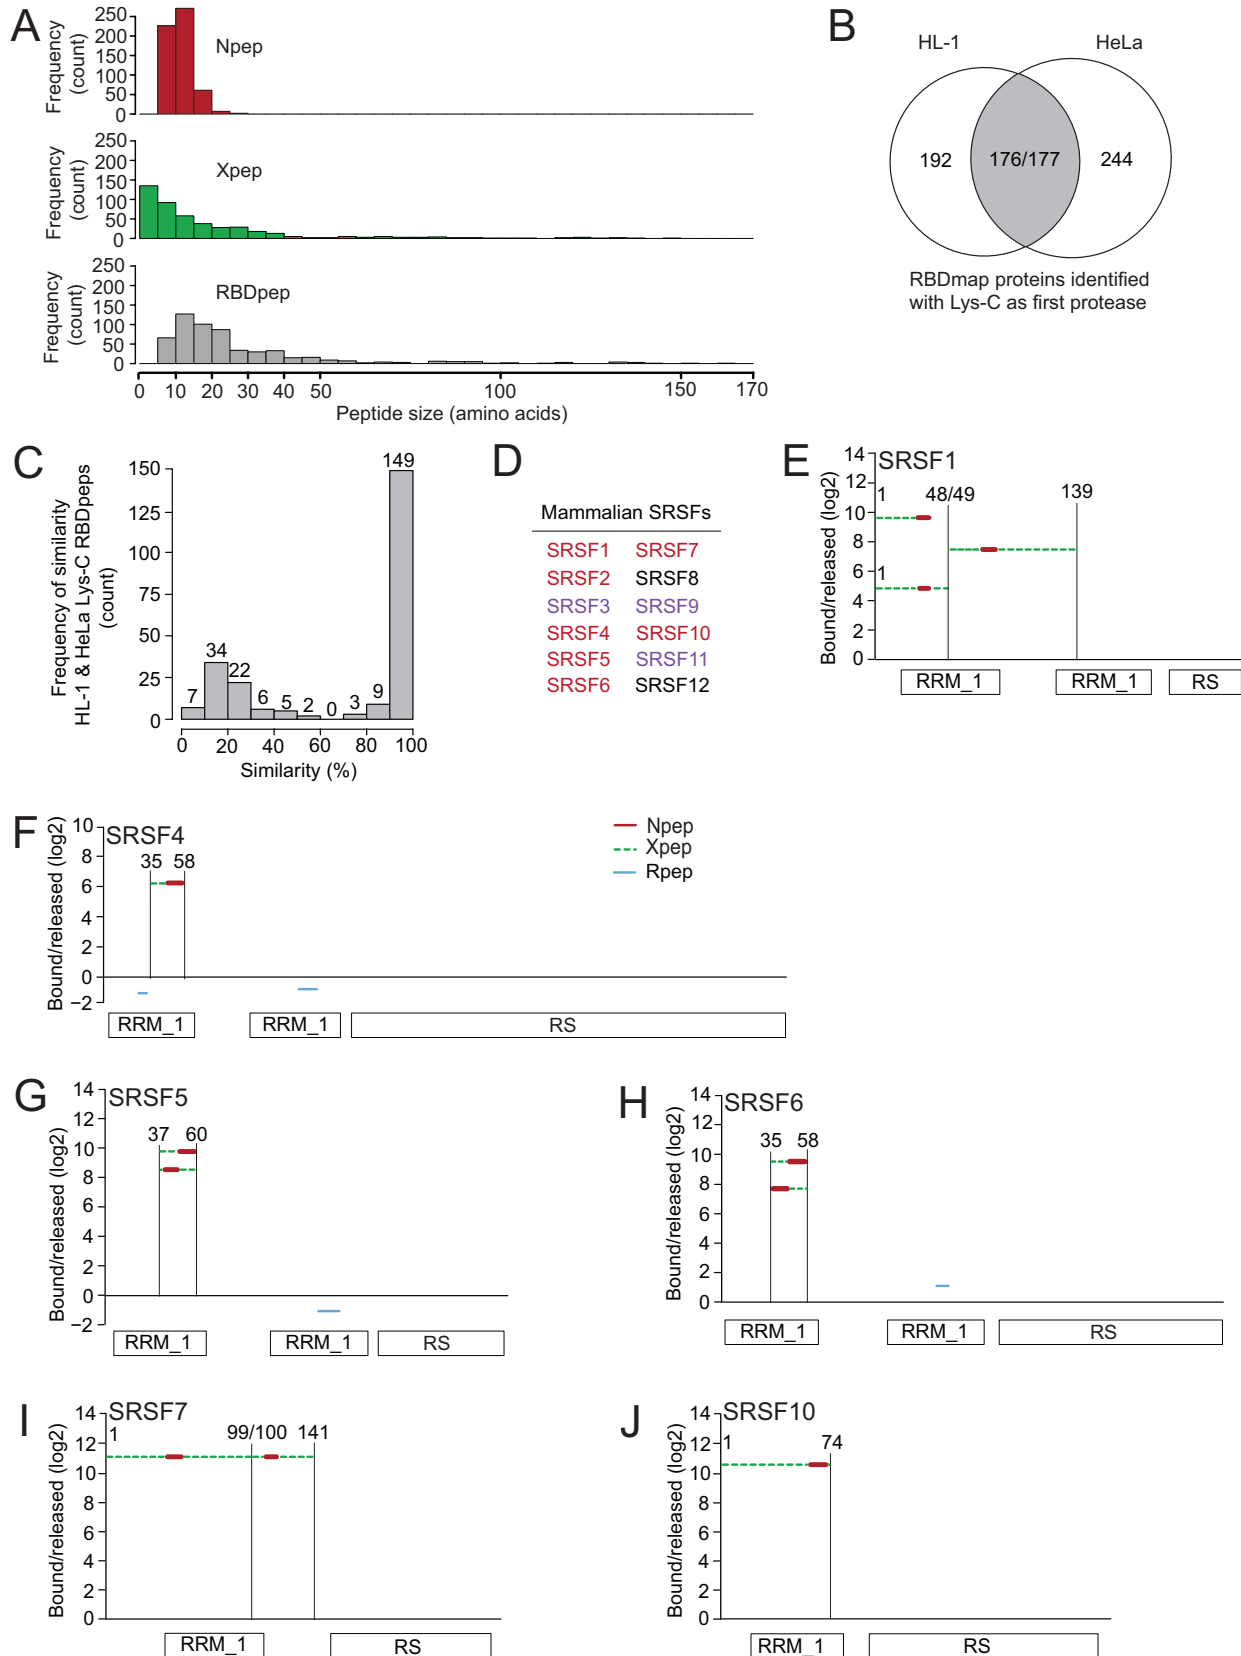 A
Frequency
(count)
250
200
150
100
50
0
Npep
Frequency
(count)
250
200
150
100
50
0
Xpep
Frequency
(count)
250
200
150
100
50
0
RBDpep
0 10 20 30 40 50 100 150 170
Peptide size (amino acids)
B
HL-1 HeLa
192 176/177 244
RBDmap proteins identified
with Lys-C as first protease
C
Frequency of similarity
HL-1 & HeLa Lys-C RBDpeps
(count)
150
125
100
75
50
25
0
7 34 22 6 5 2 0 3 9 149
0 20 40 60 80 100
Similarity (%)
D
Mammalian SRSFs
SRSF1 SRSF7
SRSF2 SRSF8
SRSF3 SRSF9
SRSF4 SRSF10
SRSF5 SRSF11
SRSF6 SRSF12
E
SRSF1
Bound/released (log2)
14
12
10
8
6
4
2
0
1 48/49 139
1
RRM_1 RRM_1 RS
F
SRSF4
Bound/released (log2)
10
8
6
4
2
0
−2
35 58
Npep
Xpep
Rpep
RRM_1 RRM_1 RS
G
SRSF5
Bound/released (log2)
14
12
10
8
6
4
2
0
−2
37 60
RRM_1 RRM_1 RS
H
SRSF6
Bound/released (log2)
14
12
10
8
6
4
2
0
35 58
RRM_1 RRM_1 RS
I
SRSF7
Bound/released (log2)
14
12
10
8
6
4
2
0
1 99/100 141
RRM_1 RS
J
SRSF10
Bound/released (log2)
14
12
10
8
6
4
2
0
1 74
RRM_1 RS